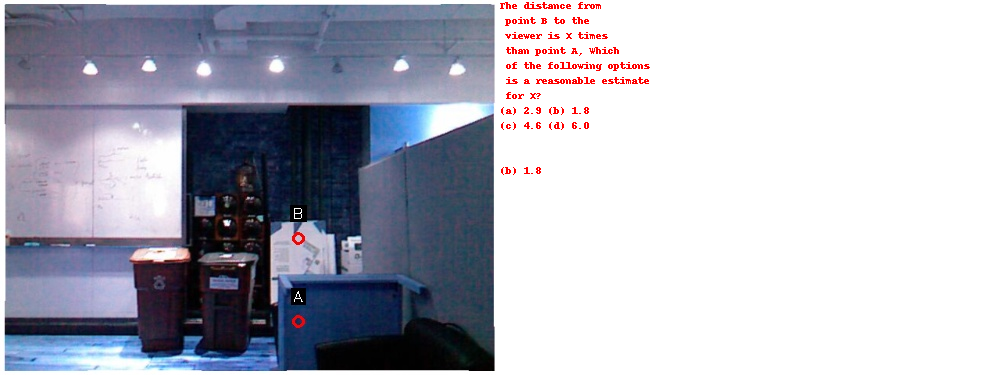 The distance from
point B to the
viewer is X times
than point A, Which
of the following options
is a reasonable estimate
for X?
(a) 2.9 (b) 1.8
(c) 4.6 (d) 6.0
(b) 1.8
B
A